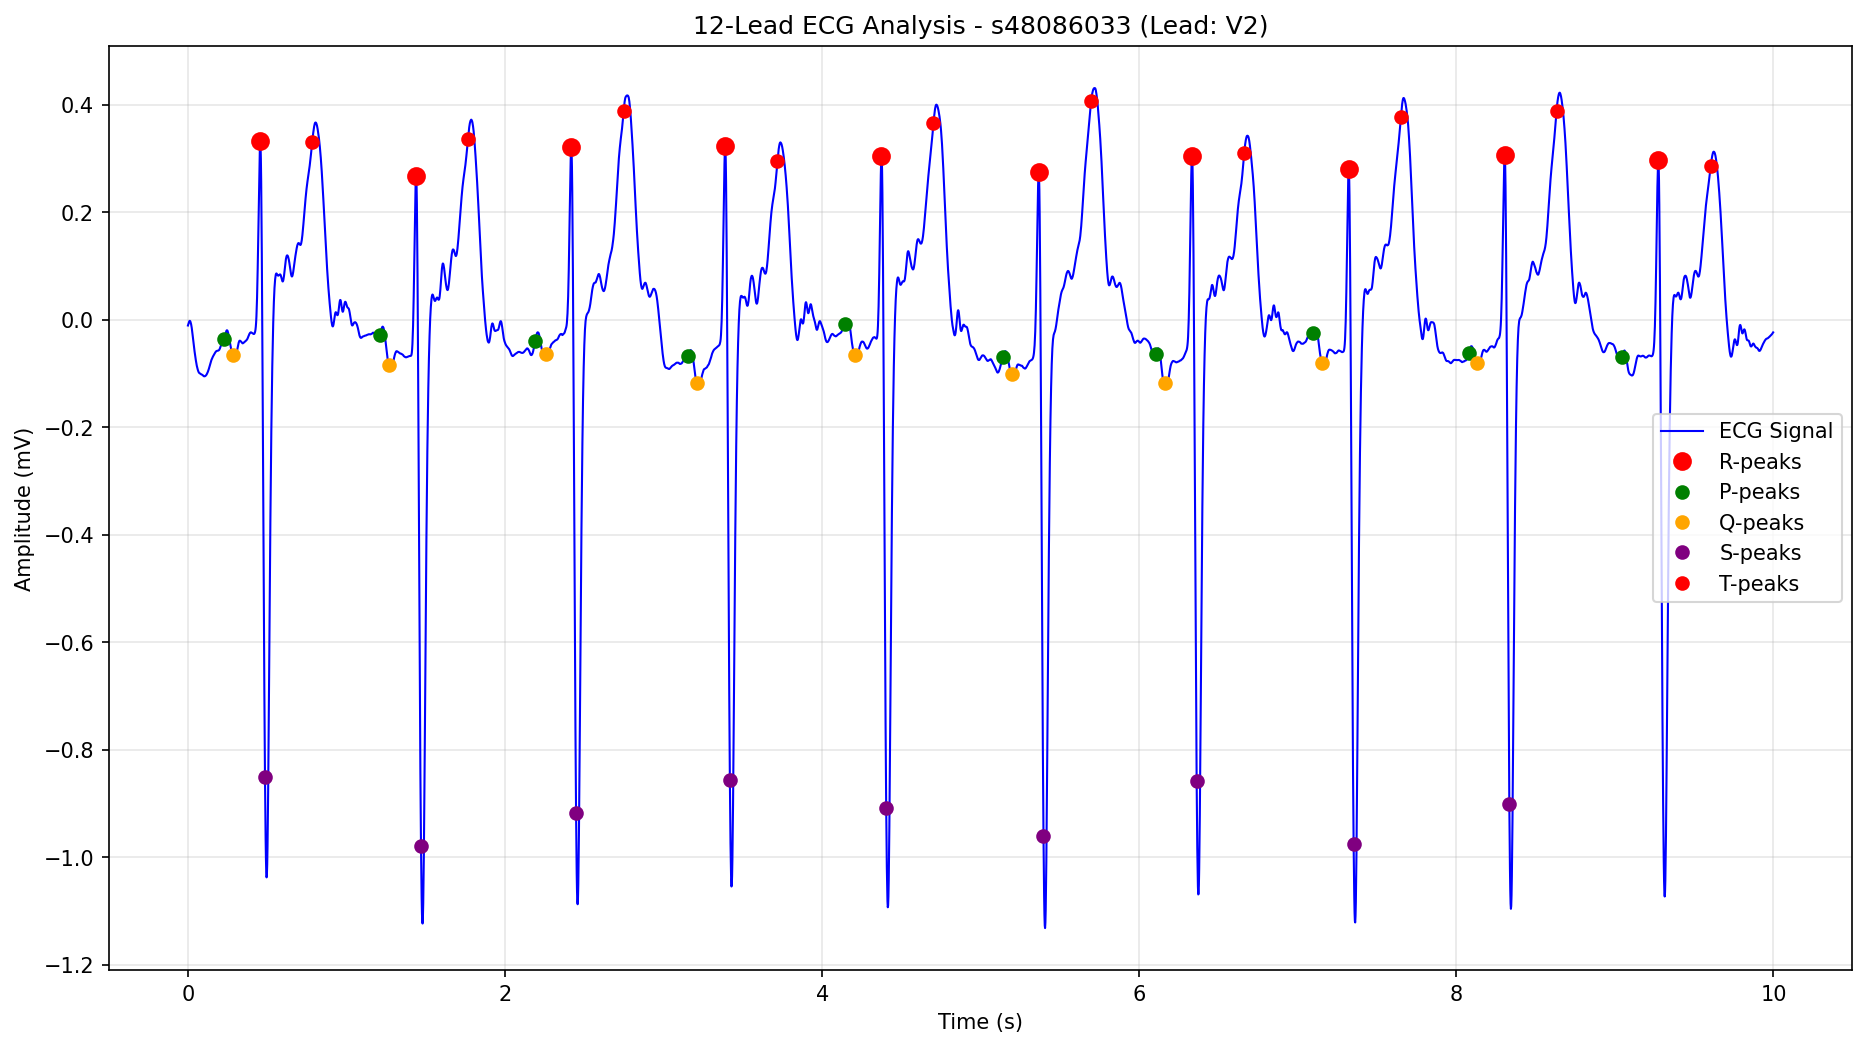 12-Lead ECG Analysis - s48086033 (Lead: V2)
0.4
0.2
0.0
−0.2
−0.4
−0.6
−0.8
−1.0
−1.2
Amplitude (mV)
ECG Signal
R-peaks
P-peaks
Q-peaks
S-peaks
T-peaks
0 2 4 6 8 10
Time (s)